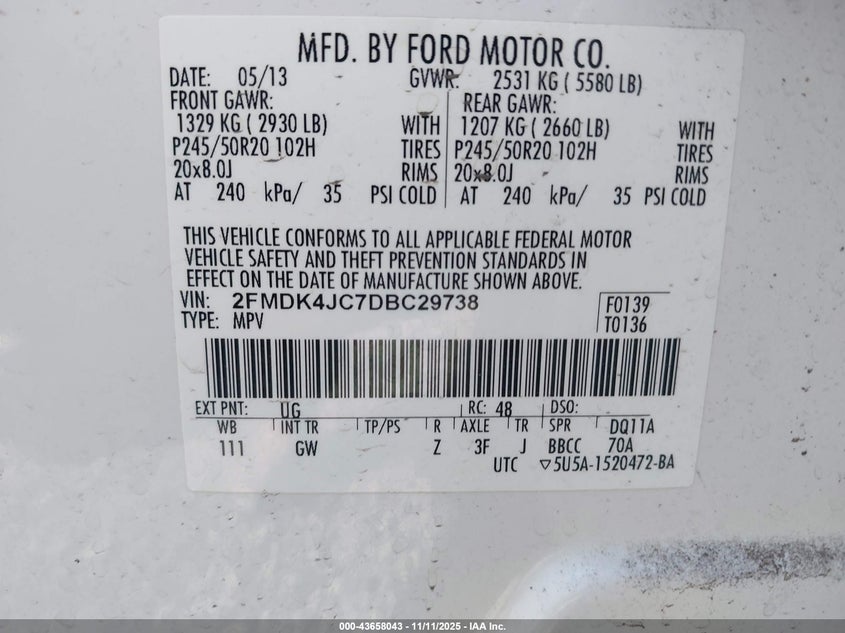 MFD. BY FORD MOTOR CO.
DATE: 05/13 GVWR: 2531 KG ( 5580 LB)
FRONT GAWR: REAR GAWR:
1329 KG ( 2930 LB) WITH 1207 KG ( 2660 LB) WITH
P245/50R20 102H TIRES P245/50R20 102H TIRES
20x8.0J RIMS 20x8.0J RIMS
AT 240 kPa/ 35 PSI COLD AT 240 kPa/ 35 PSI COLD
THIS VEHICLE CONFORMS TO ALL APPLICABLE FEDERAL MOTOR
VEHICLE SAFETY AND THEFT PREVENTION STANDARDS IN
EFFECT ON THE DATE OF MANUFACTURE SHOWN ABOVE.
VIN: 2FMDK4JC7DBC29738 F0139
TYPE: MPV T0136
EXT PNT: UG RC: 48 DSO:
WB INT TR TP/PS R AXLE TR SPR DQ11A
111 GW Z 3F J BBCC 70A
UTC ▽5U5A-1520472-BA
000-43658043 - 11/11/2025 - IAA Inc.